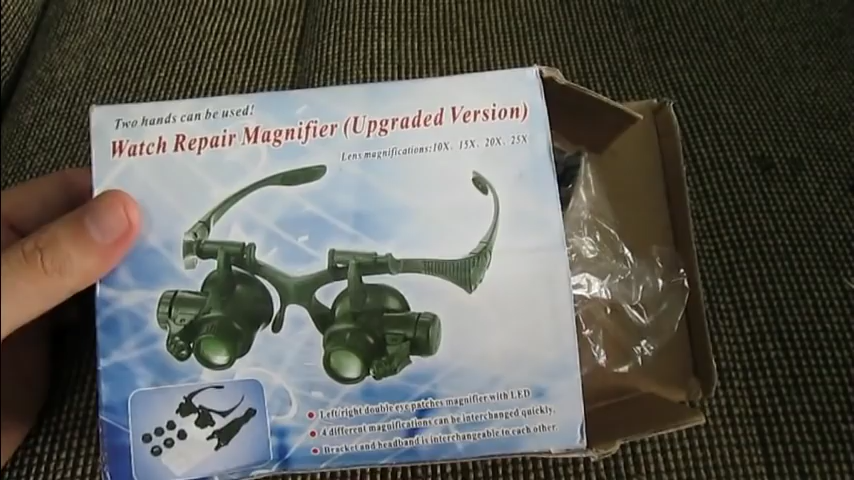 Two hands can be used!
Watch Repair Magnifier (Upgraded Version)
Lens magnifications:10X, 15X, 20X, 25X
Left/right double eye patches magnifier with LED
4 different magnifications can be interchanged quickly.
Bracket and headband is interchangeable to each other.